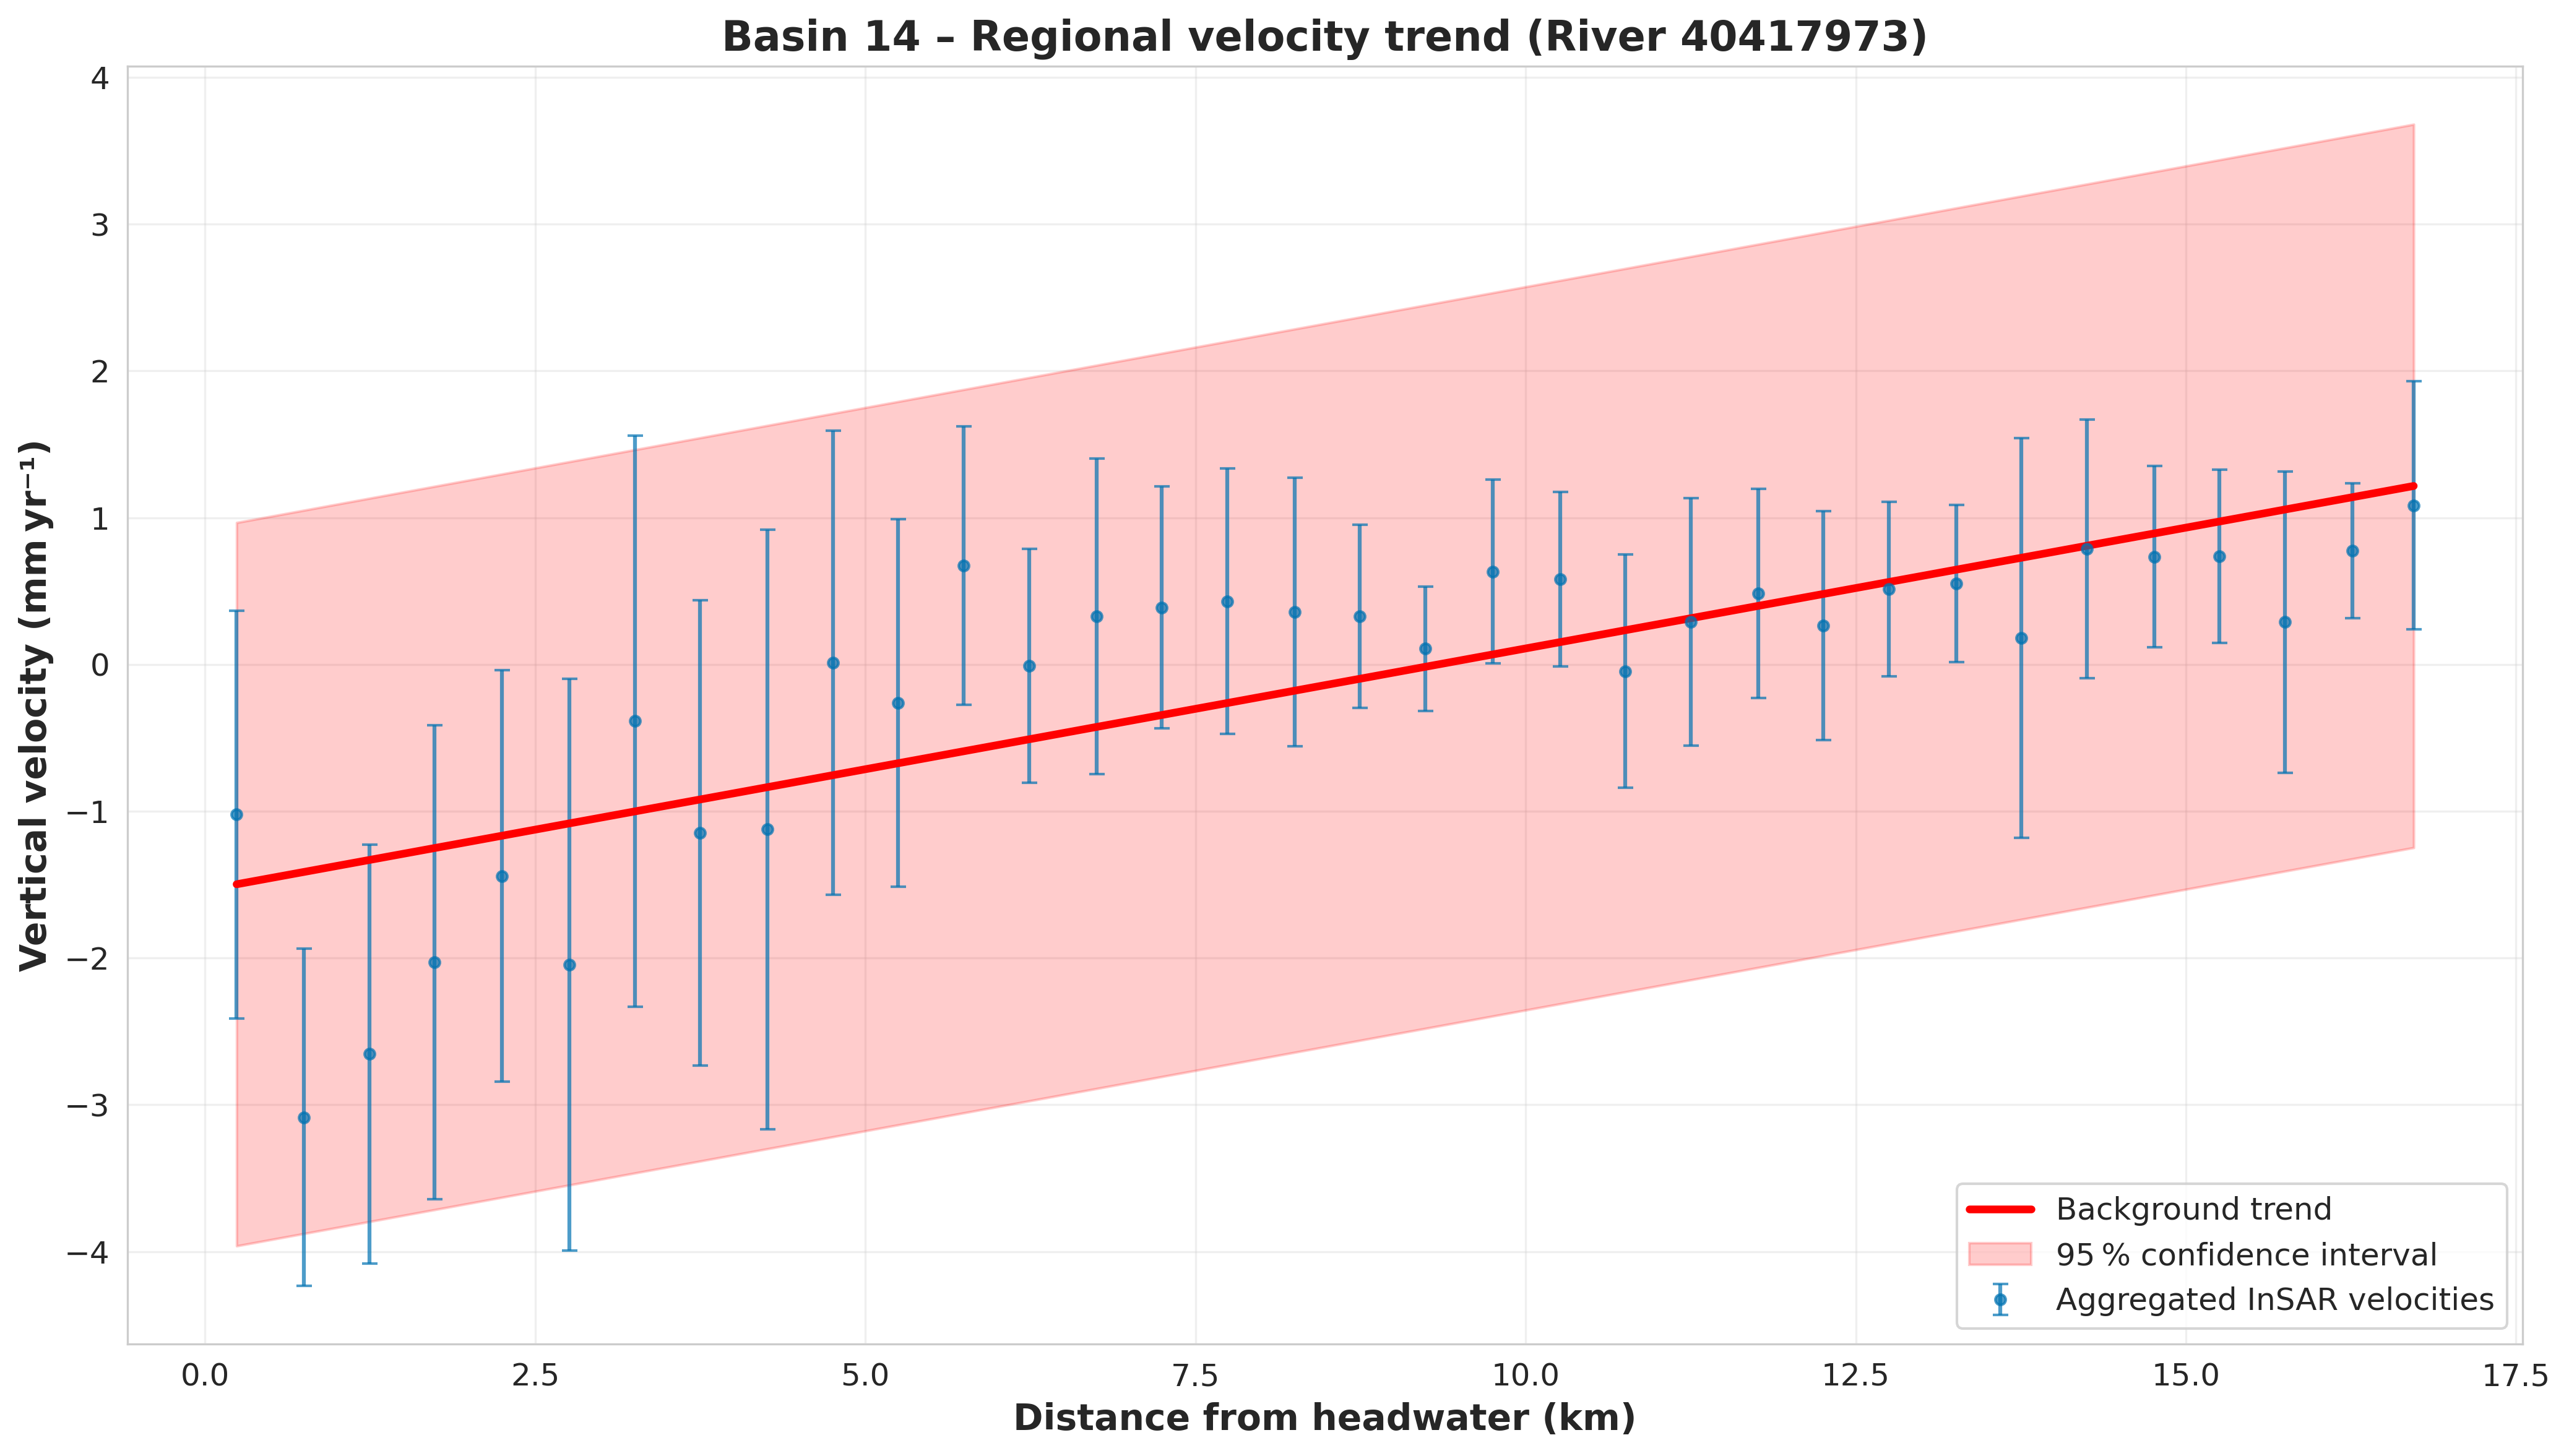 Basin 14 – Regional velocity trend (River 40417973)
Vertical velocity (mm yr⁻¹)
4
3
2
1
0
−1
−2
−3
−4
0.0 2.5 5.0 7.5 10.0 12.5 15.0 17.5
Distance from headwater (km)
Background trend
95 % confidence interval
Aggregated InSAR velocities